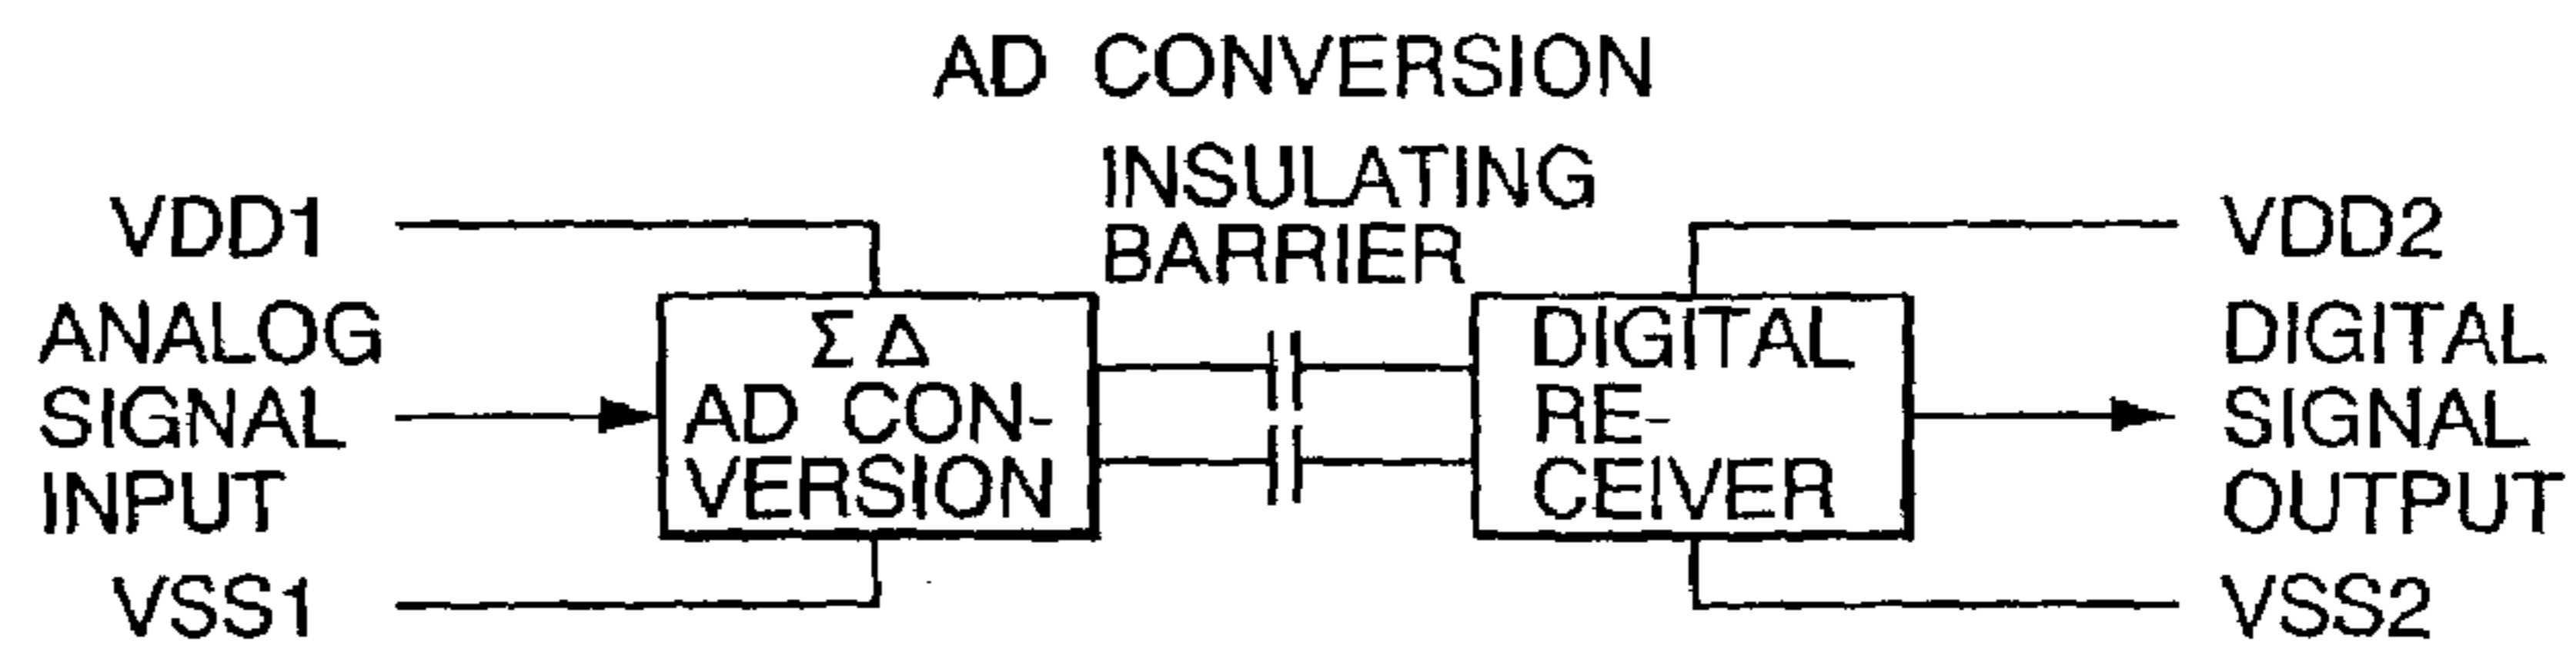 AD CONVERSION
INSULATING
BARRIER
VDD1
ANALOG
SIGNAL
INPUT
VSS1
ΣΔ
AD CON-
VERSION
DIGITAL
RE-
CEIVER
VDD2
DIGITAL
SIGNAL
OUTPUT
VSS2